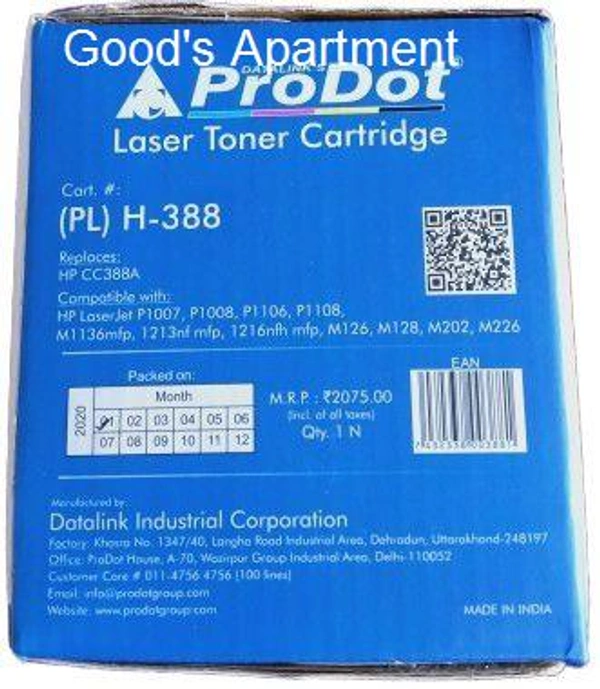 Good's Apartment
DATALINK'S
ProDot®
Laser Toner Cartridge
Cart. #:
(PL) H-388
Replaces:
HP CC388A
Compatible with:
HP LaserJet P1007, P1008, P1106, P1108,
M1136mfp, 1213nf mfp, 1216nfh mfp, M126, M128, M202, M226
Packed on:
Month
2020
01 02 03 04 05 06
07 08 09 10 11 12
M.R.P : ₹2075.00
(Incl. of all taxes)
Qty. 1 N
EAN
Manufactured by:
Datalink Industrial Corporation
Factory: Khasra No. 1347/40, Langha Road Industrial Area, Dehradun, Uttarakhand-248197
Office: ProDot House, A-70, Wazirpur Group Industrial Area, Delhi-110052
Customer Care # 011-4756 4756 (100 lines)
Email: info@prodotgroup.com
Website: www.prodotgroup.com
MADE IN INDIA